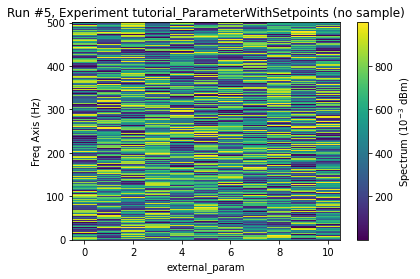 Run #5, Experiment tutorial_ParameterWithSetpoints (no sample)
500
400
300
200
100
0
Freq Axis (Hz)
0 2 4 6 8 10
external_param
800
600
400
200
Spectrum (10⁻³ dBm)